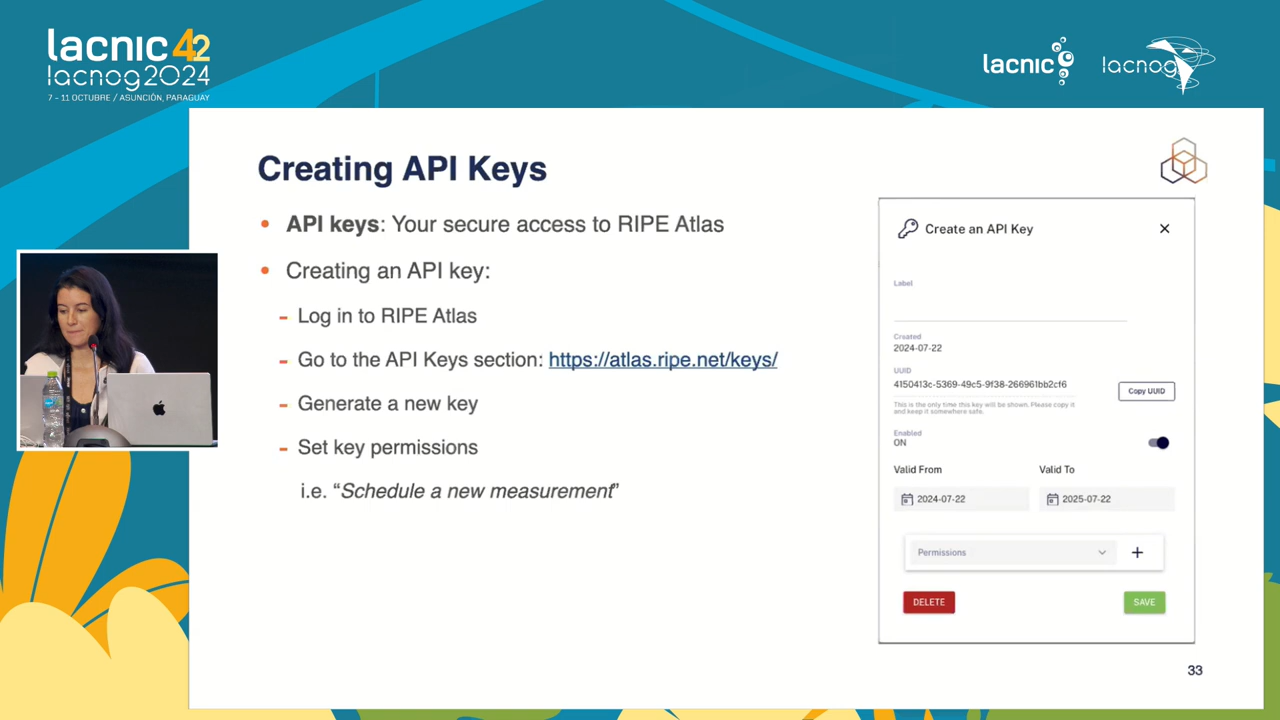 lacnic 42
lacnog2024
7 - 11 OCTUBRE / ASUNCIÓN, PARAGUAY
lacnic
lacnog
Creating API Keys
• API keys: Your secure access to RIPE Atlas
• Creating an API key:
- Log in to RIPE Atlas
- Go to the API Keys section: https://atlas.ripe.net/keys/
- Generate a new key
- Set key permissions
i.e. “Schedule a new measurement”
Create an API Key
Label
Created
2024-07-22
UUID
4150413c-5369-49c5-9f38-266961bb2cf6
Copy UUID
This is the only time this key will be shown. Please copy it
and keep it somewhere safe.
Enabled
ON
Valid From
Valid To
2024-07-22
2025-07-22
Permissions
DELETE
SAVE
33